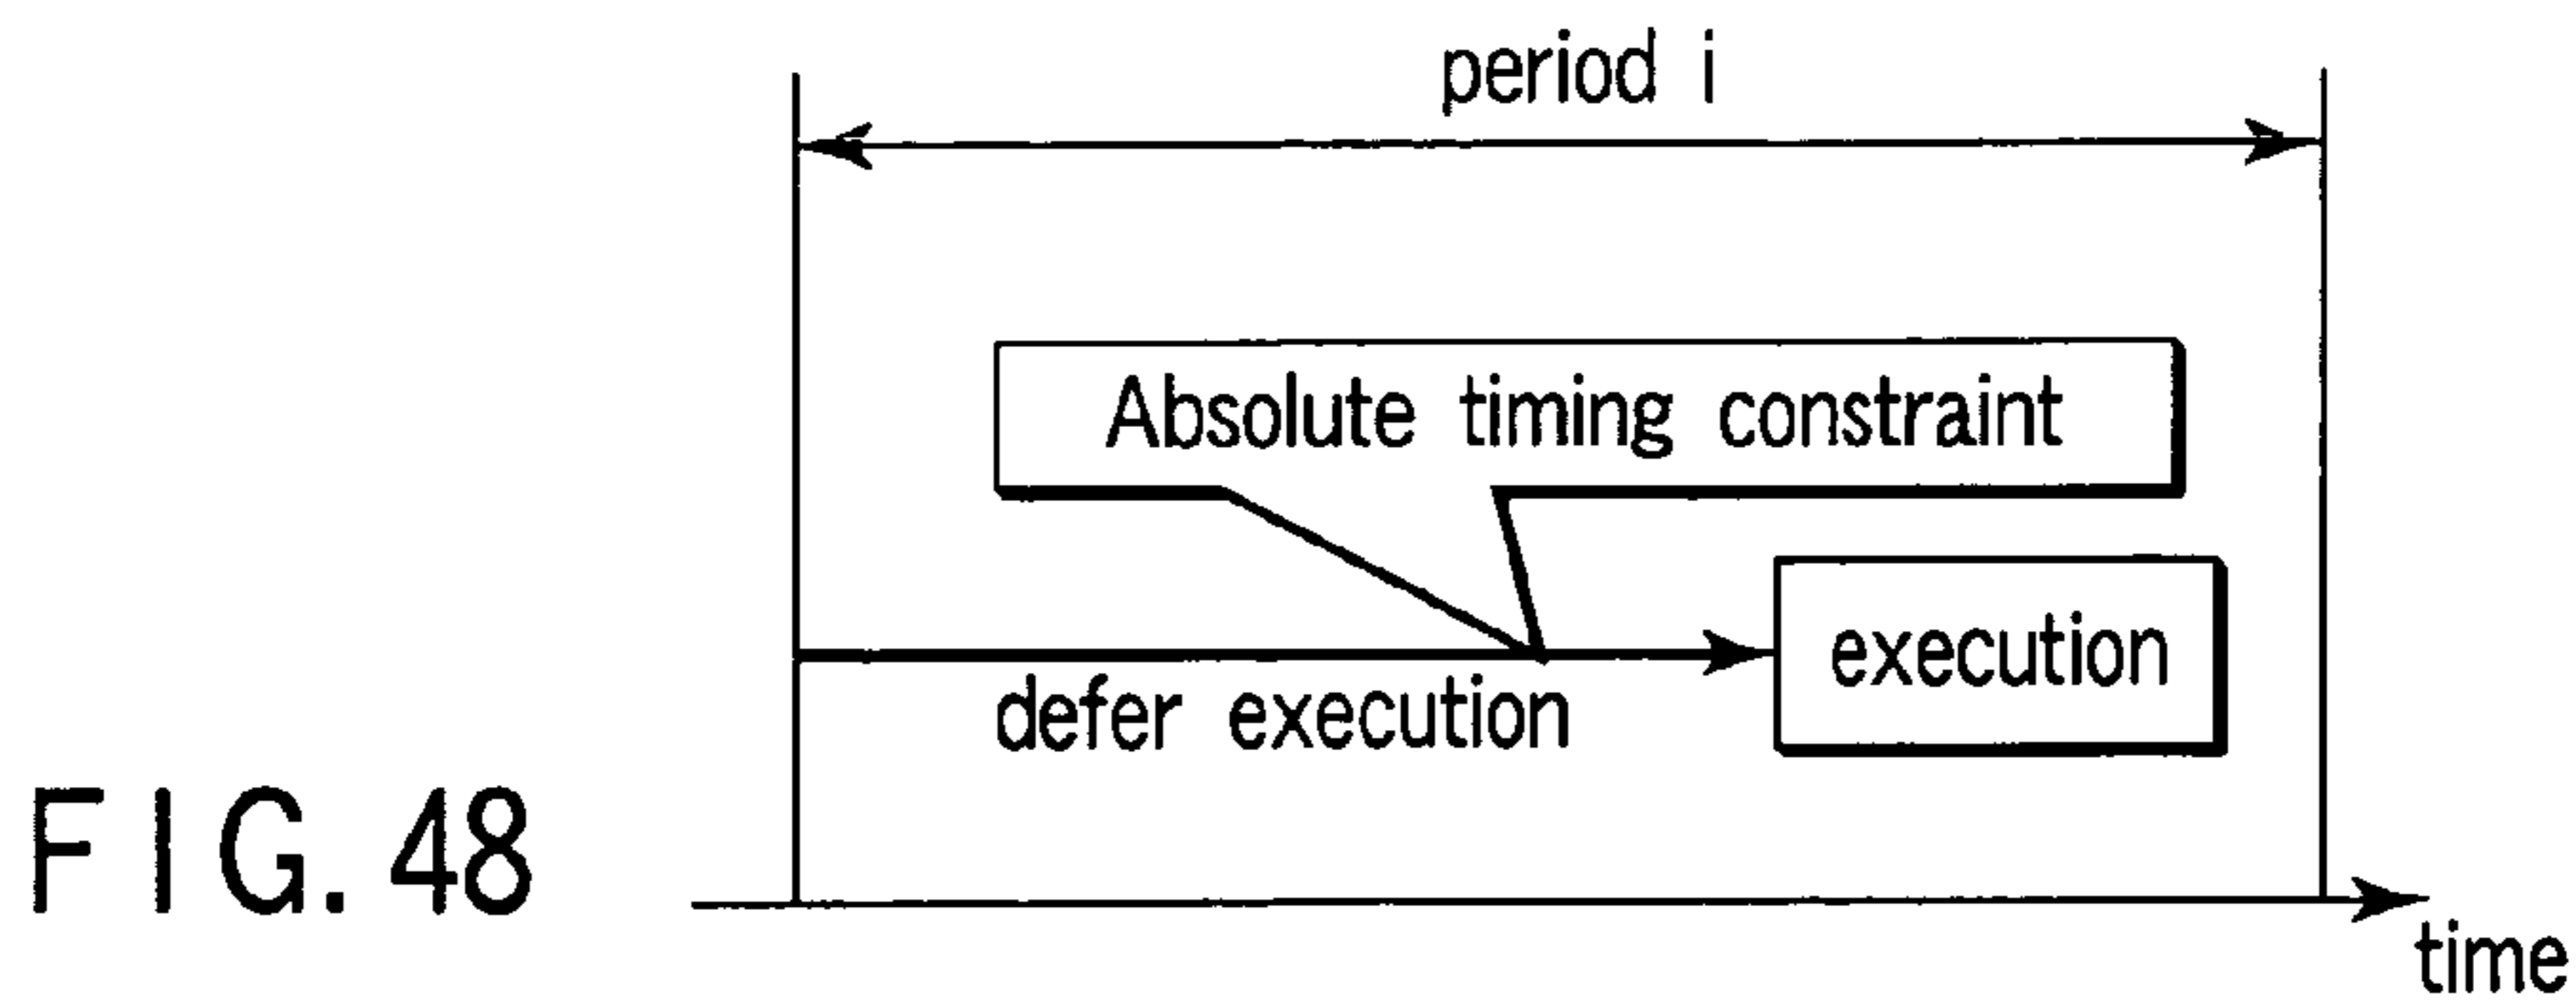 period i
Absolute timing constraint
execution
defer execution
FIG. 48
time